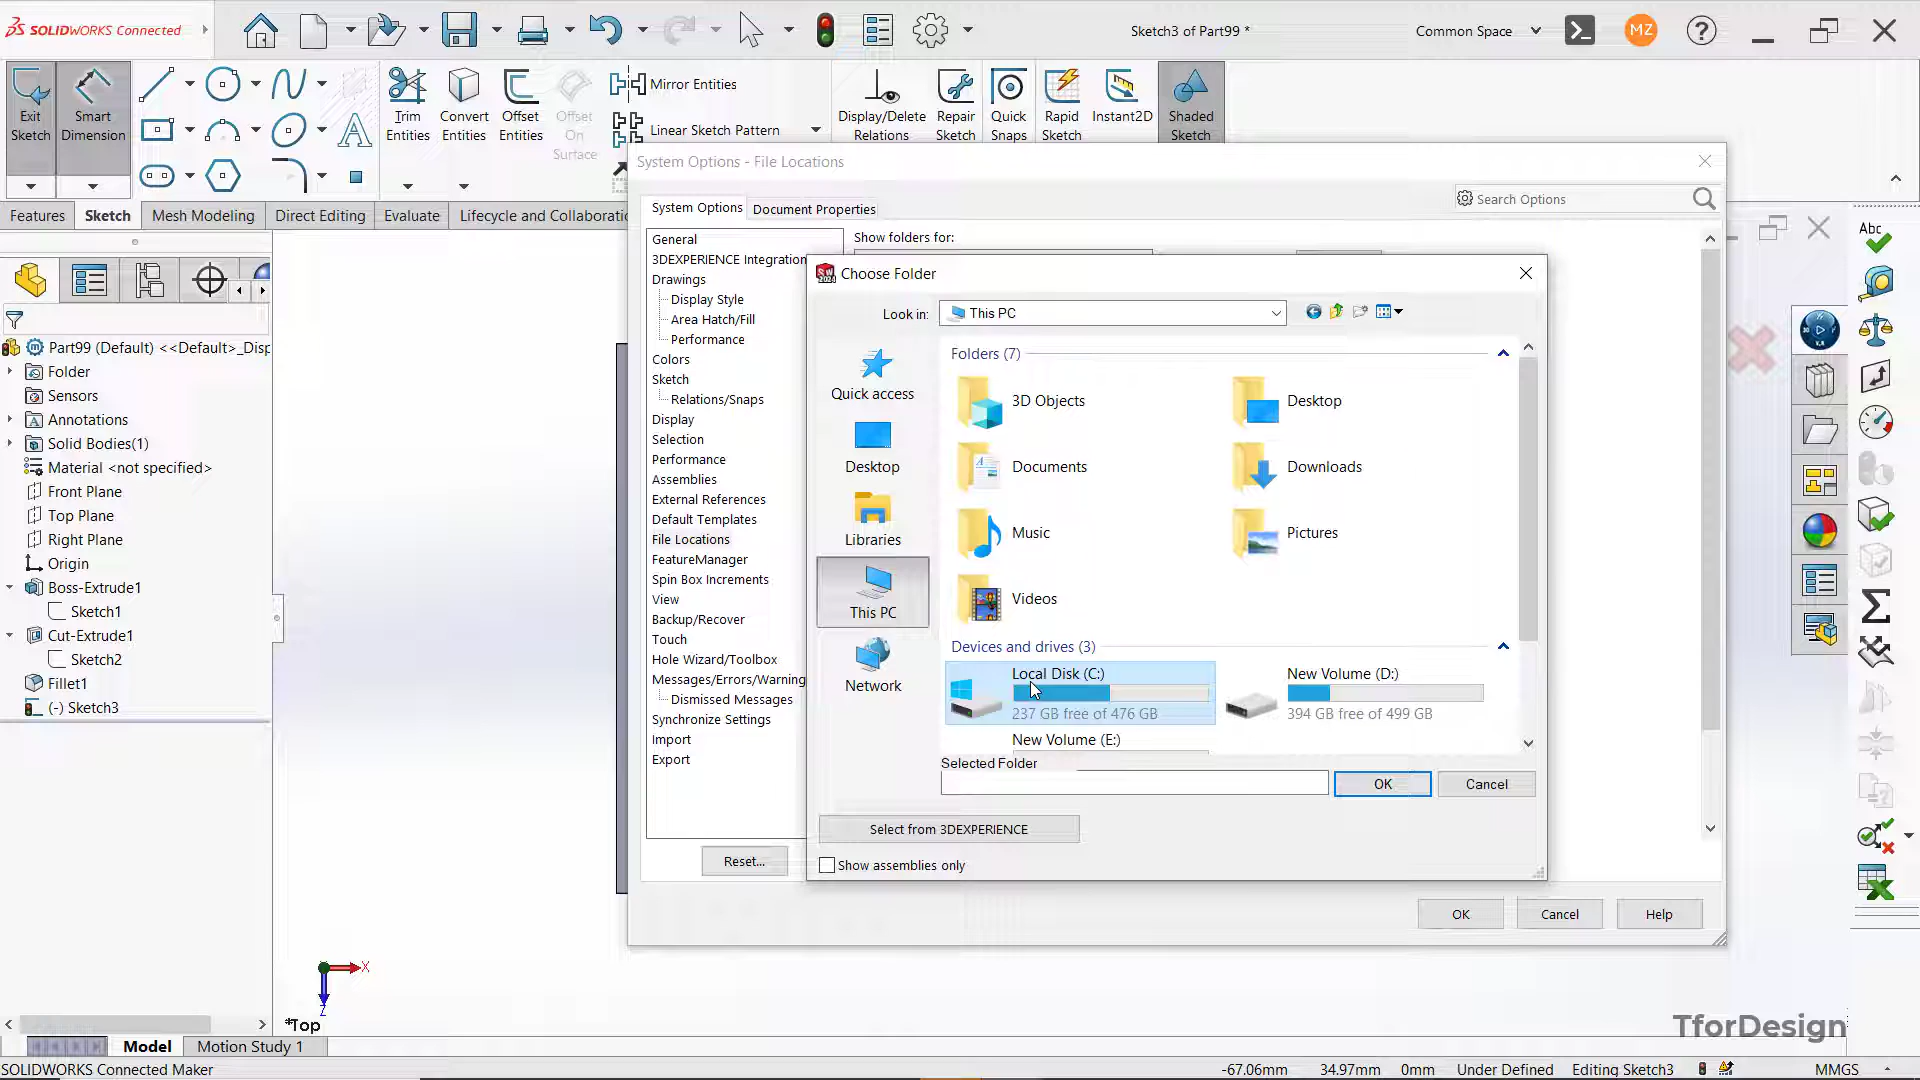 SOLIDWORKS Connected
Sketch3 of Part99 *
Common Space
MZ
Exit
Sketch
Smart
Dimension
Trim
Entities
Convert
Entities
Offset
Entities
Offset
On
Surface
Mirror Entities
Linear Sketch Pattern
Display/Delete
Relations
Repair
Sketch
Quick
Snaps
Rapid
Sketch
Instant2D
Shaded
Sketch
Features
Sketch
Mesh Modeling
Direct Editing
Evaluate
Lifecycle and Collaboratio
Part99 (Default) <<Default>_Disp
Folder
Sensors
Annotations
Solid Bodies(1)
Material <not specified>
Front Plane
Top Plane
Right Plane
Origin
Boss-Extrude1
Sketch1
Cut-Extrude1
Sketch2
Fillet1
(-) Sketch3
System Options - File Locations
Search Options
System Options
Document Properties
General
3DEXPERIENCE Integration
Drawings
Display Style
Area Hatch/Fill
Performance
Colors
Sketch
Relations/Snaps
Display
Selection
Performance
Assemblies
External References
Default Templates
File Locations
FeatureManager
Spin Box Increments
View
Backup/Recover
Touch
Hole Wizard/Toolbox
Messages/Errors/Warning
Dismissed Messages
Synchronize Settings
Import
Export
Reset...
Show folders for:
Choose Folder
Look in:
This PC
Quick access
Desktop
Libraries
This PC
Network
Folders (7)
3D Objects
Desktop
Documents
Downloads
Music
Pictures
Videos
Devices and drives (3)
Local Disk (C:)
237 GB free of 476 GB
New Volume (D:)
394 GB free of 499 GB
New Volume (E:)
Selected Folder
OK
Cancel
Select from 3DEXPERIENCE
Show assemblies only
OK
Cancel
Help
Abc
X
Z
*Top
TforDesign
Model
Motion Study 1
SOLIDWORKS Connected Maker
-67.06mm
34.97mm
0mm
Under Defined
Editing Sketch3
MMGS